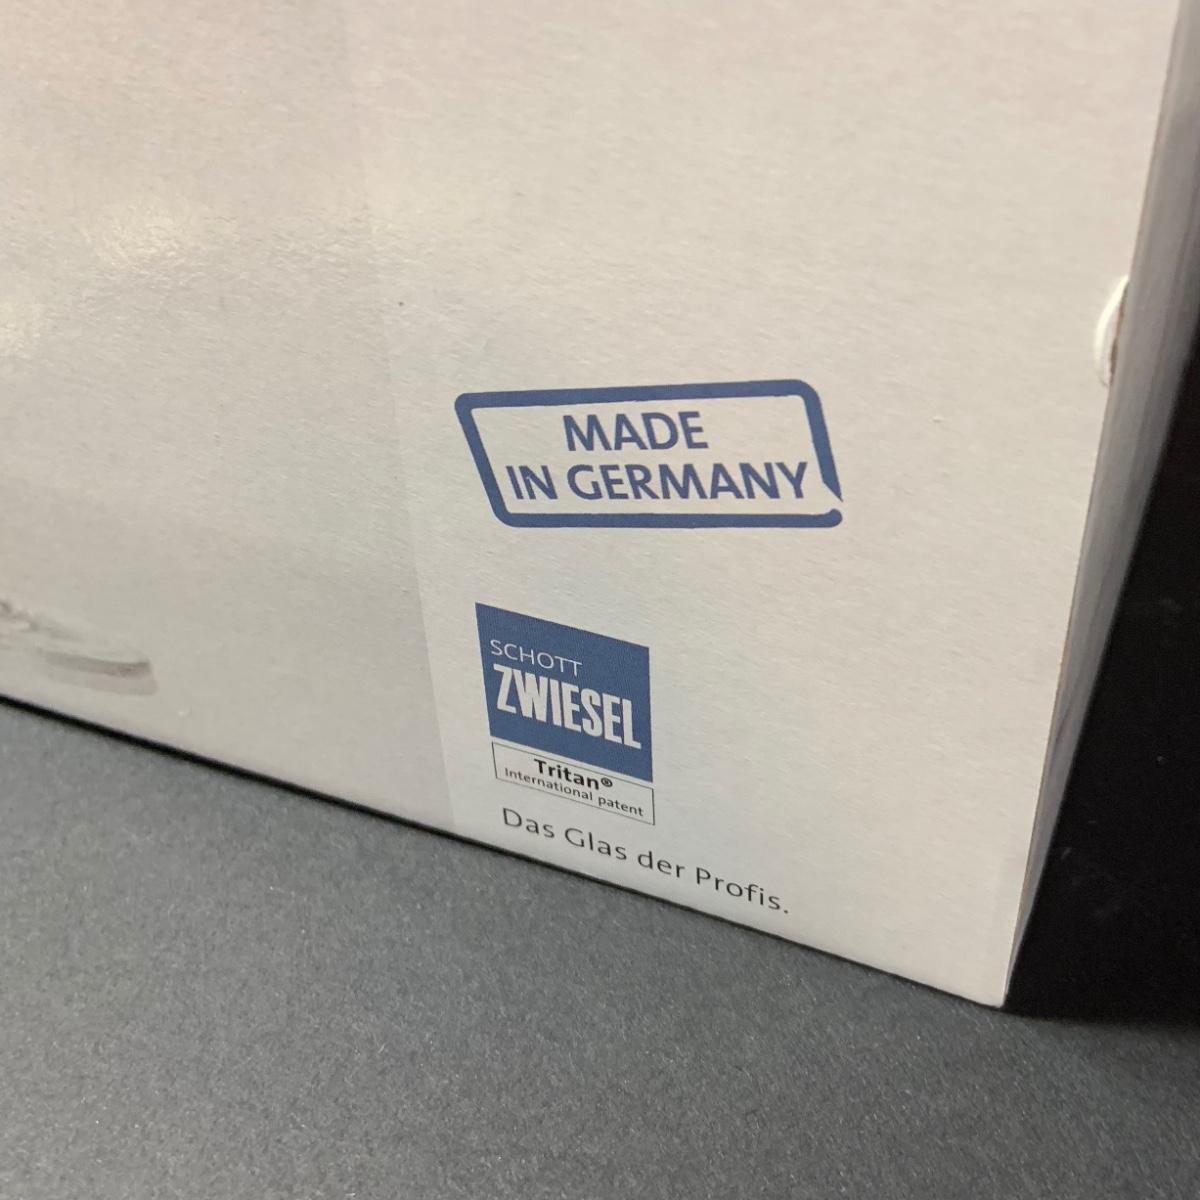 MADE
IN GERMANY
SCHOTT
ZWIESEL
Tritan®
International patent
Das Glas der Profis.